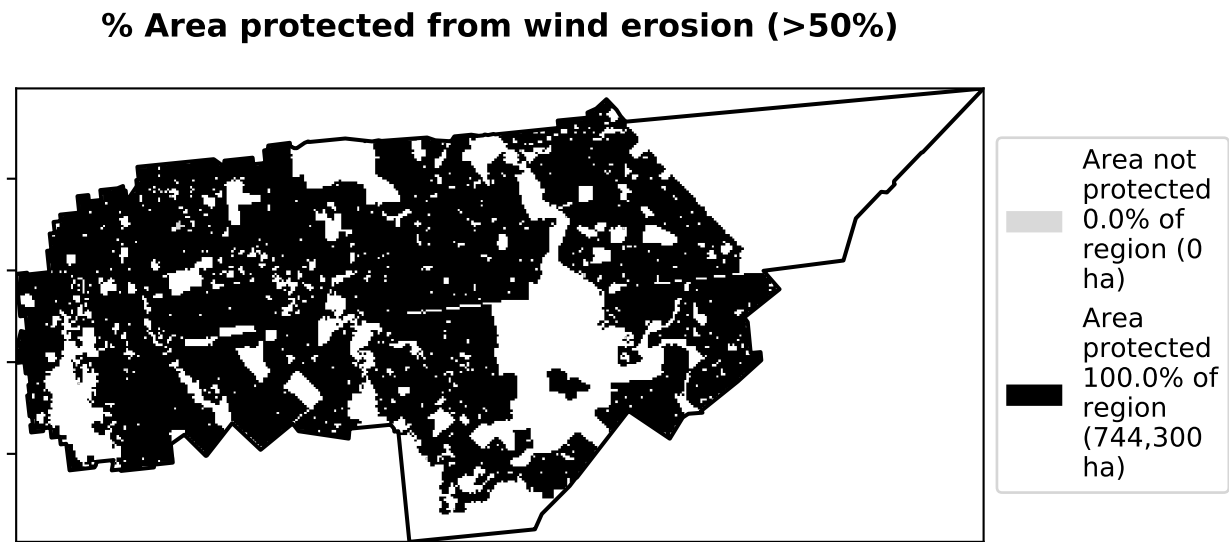 % Area protected from wind erosion (>50%)
Area not
protected
0.0% of
region (0
ha)
Area
protected
100.0% of
region
(744,300
ha)